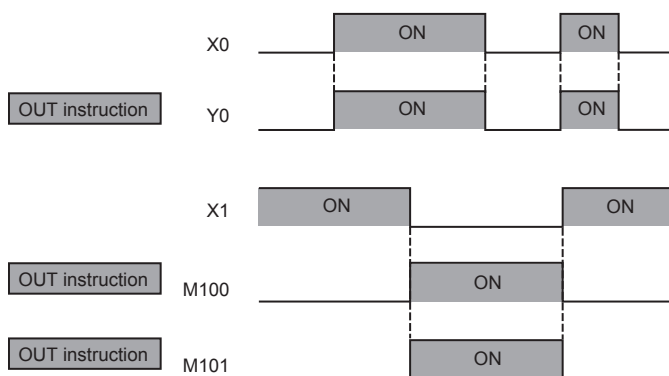 X0 ON ON
OUT instruction Y0 ON ON
X1 ON ON
OUT instruction M100 ON
OUT instruction M101 ON